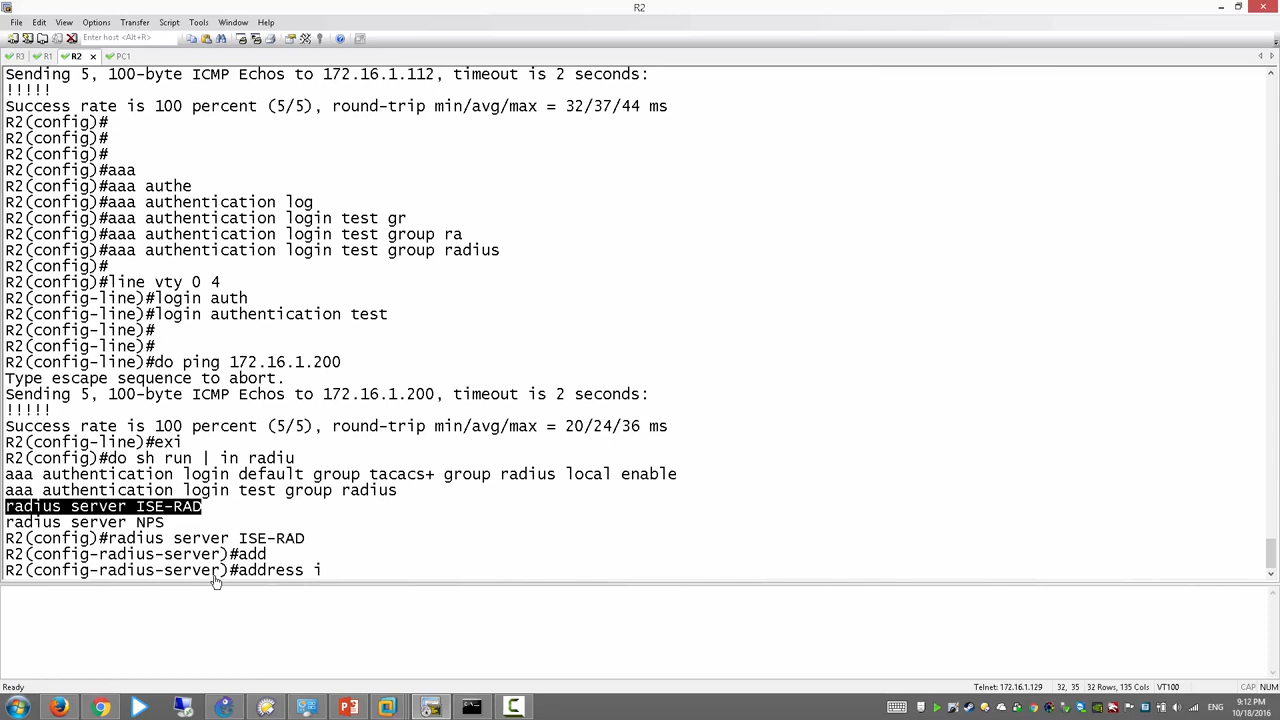 R2
File Edit View Options Transfer Script Tools Window Help
Enter host <Alt+R>
R3 R1 R2 PC1
Sending 5, 100-byte ICMP Echos to 172.16.1.112, timeout is 2 seconds:
!!!!!
Success rate is 100 percent (5/5), round-trip min/avg/max = 32/37/44 ms
R2(config)#
R2(config)#
R2(config)#
R2(config)#aaa
R2(config)#aaa authe
R2(config)#aaa authentication log
R2(config)#aaa authentication login test gr
R2(config)#aaa authentication login test group ra
R2(config)#aaa authentication login test group radius
R2(config)#
R2(config)#line vty 0 4
R2(config-line)#login auth
R2(config-line)#login authentication test
R2(config-line)#
R2(config-line)#
R2(config-line)#do ping 172.16.1.200
Type escape sequence to abort.
Sending 5, 100-byte ICMP Echos to 172.16.1.200, timeout is 2 seconds:
!!!!!
Success rate is 100 percent (5/5), round-trip min/avg/max = 20/24/36 ms
R2(config-line)#exi
R2(config)#do sh run | in radiu
aaa authentication login default group tacacs+ group radius local enable
aaa authentication login test group radius
radius server ISE-RAD
radius server NPS
R2(config)#radius server ISE-RAD
R2(config-radius-server)#add
R2(config-radius-server)#address i
Ready Telnet: 172.16.1.129 32, 35 32 Rows, 135 Cols VT100 CAP NUM
ENG 9:12 PM
10/18/2016